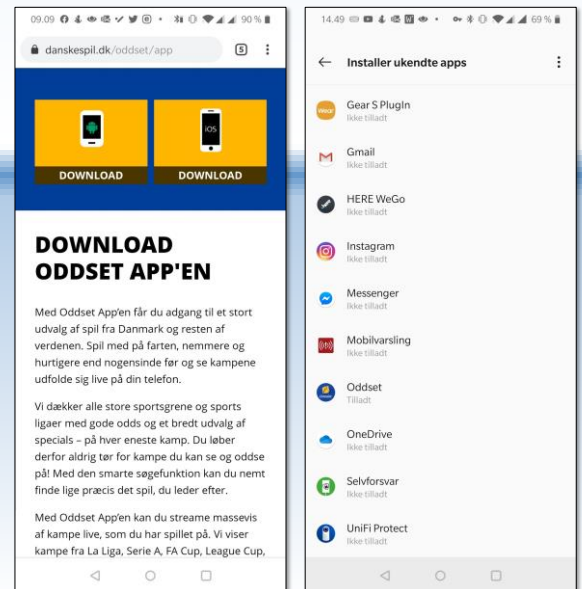 09.09
90 %
danskespil.dk/oddset/app
5
iOS
DOWNLOAD
DOWNLOAD
DOWNLOAD
ODDSET APP'EN
Med Oddset App'en får du adgang til et stort
udvalg af spil fra Danmark og resten af
verdenen. Spil med på farten, nemmere og
hurtigere end nogensinde før og se kampene
udfolde sig live på din telefon.
Vi dækker alle store sportsgrene og sports
ligaer med gode odds og et bredt udvalg af
specials – på hver eneste kamp. Du løber
derfor aldrig tør for kampe du kan se og oddse
på! Med den smarte søgefunktion kan du nemt
finde lige præcis det spil, du leder efter.
Med Oddset App'en kan du streame massevis
af kampe live, som du har spillet på. Vi viser
kampe fra La Liga, Serie A, FA Cup, League Cup,
14.49
69 %
Installer ukendte apps
Gear S PlugIn
Ikke tilladt
Gmail
Ikke tilladt
HERE WeGo
Ikke tilladt
Instagram
Ikke tilladt
Messenger
Ikke tilladt
Mobilvarsling
Ikke tilladt
Oddset
Tilladt
OneDrive
Ikke tilladt
Selvforsvar
Ikke tilladt
UniFi Protect
Ikke tilladt